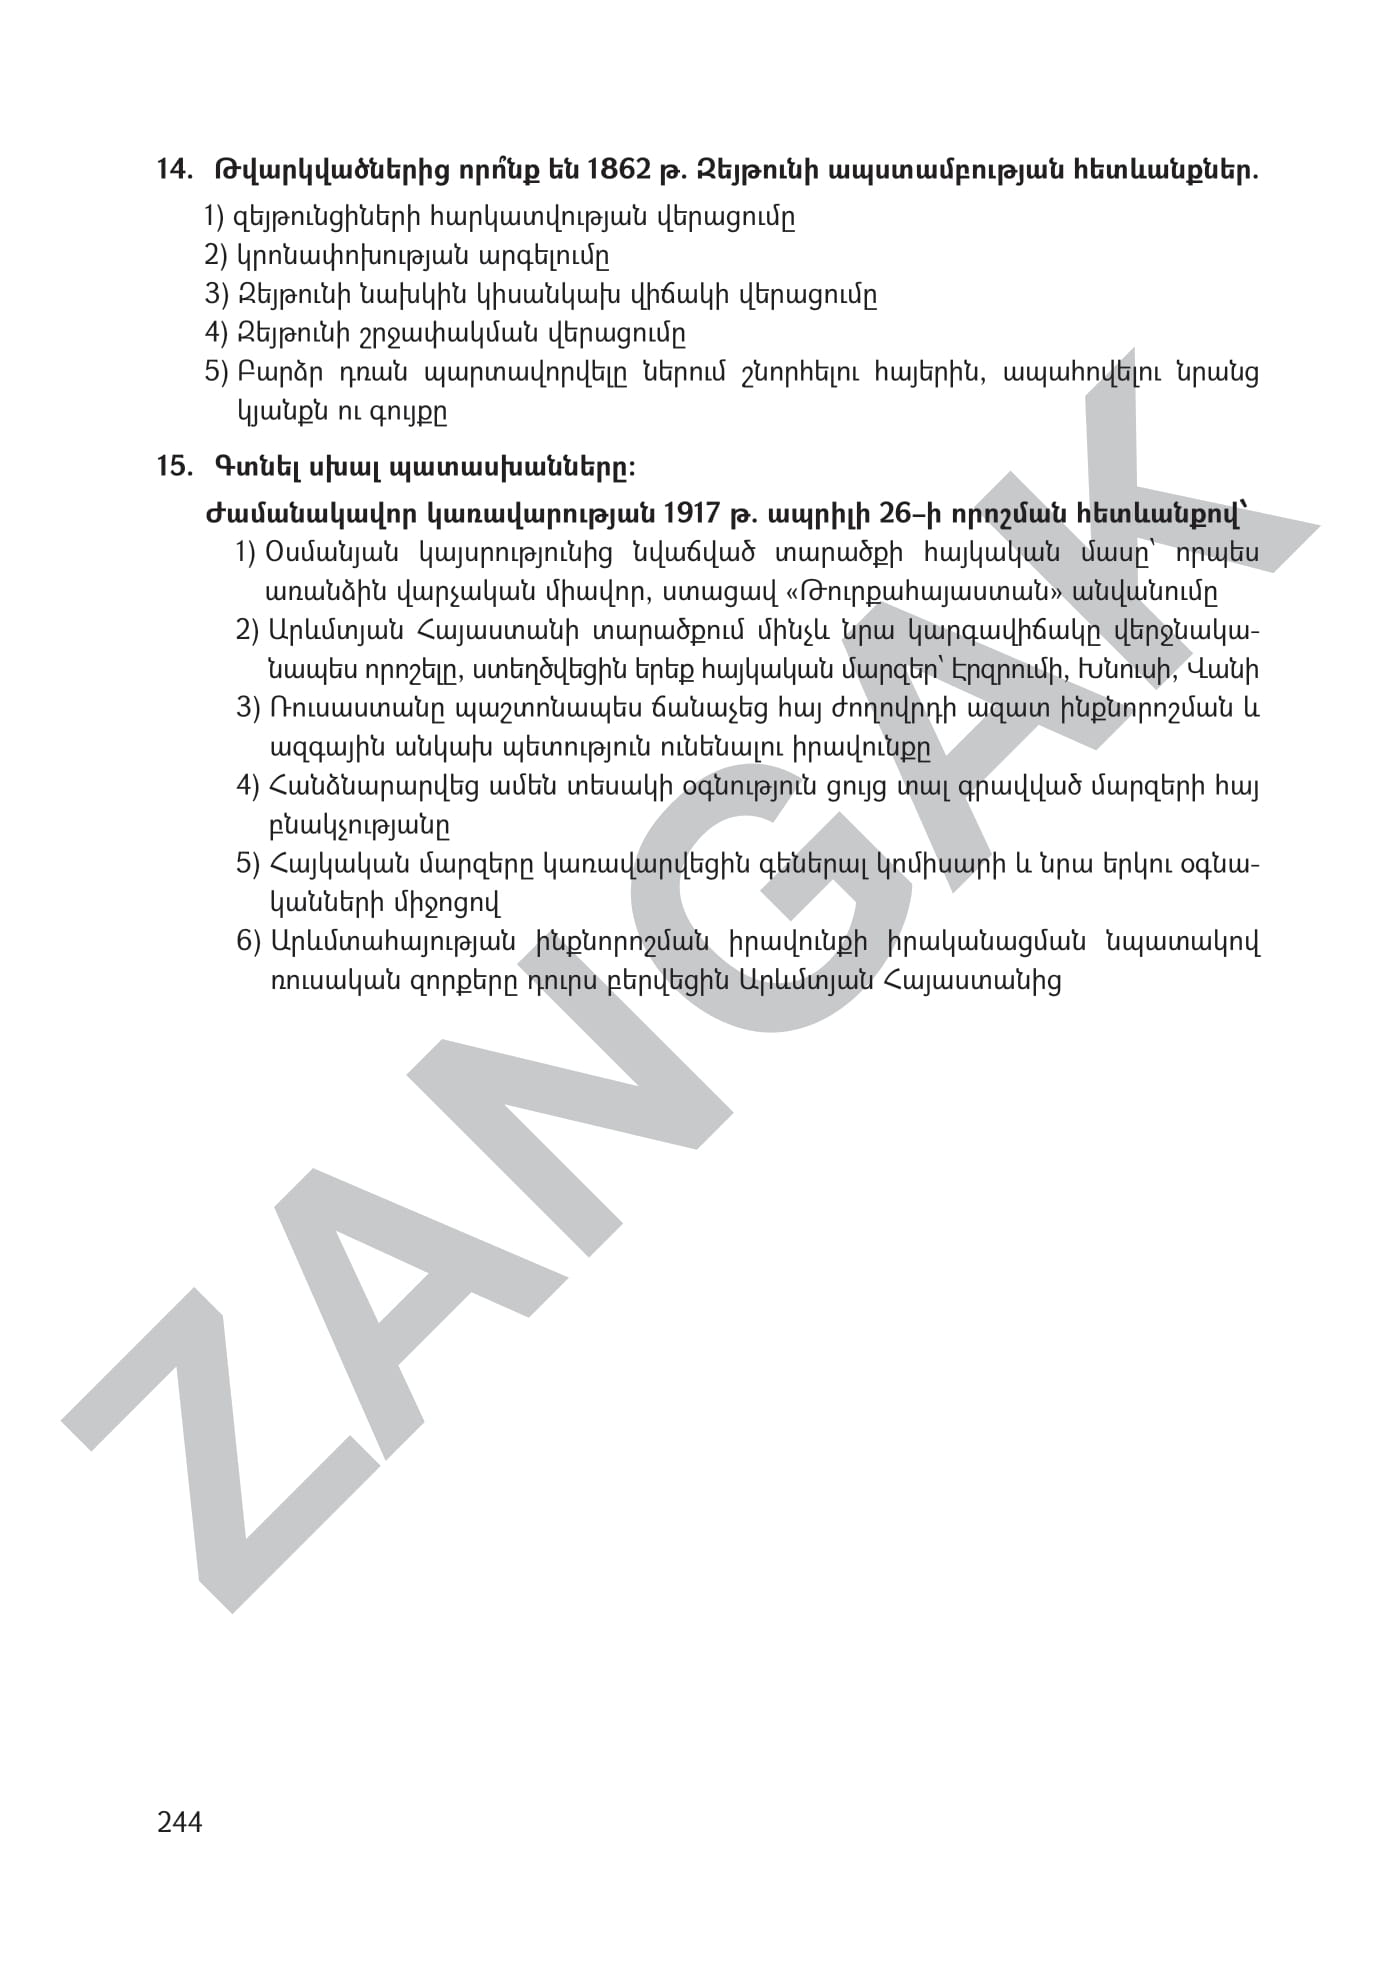 14. Թվարկվածներից որո՞նք են 1862 թ. Զեյթունի ապստամբության հետևանքներ.
1) զեյթունցիների հարկատվության վերացումը
2) կրոնափոխության արգելումը
3) Զեյթունի նախկին կիսանկախ վիճակի վերացումը
4) Զեյթունի շրջափակման վերացումը
5) Բարձր դռան պարտավորվելը ներում շնորհելու հայերին, ապահովելու նրանց
կյանքն ու գույքը
15. Գտնել սխալ պատասխանները։
Ժամանակավոր կառավարության 1917 թ. ապրիլի 26–ի որոշման հետևանքով՝
1) Օսմանյան կայսրությունից նվաճված տարածքի հայկական մասը՝ որպես
առանձին վարչական միավոր, ստացավ «Թուրքահայաստան» անվանումը
2) Արևմտյան Հայաստանի տարածքում մինչև նրա կարգավիճակը վերջնակա-
նապես որոշելը, ստեղծվեցին երեք հայկական մարզեր՝ Էրզրումի, Խնուսի, Վանի
3) Ռուսաստանը պաշտոնապես ճանաչեց հայ ժողովրդի ազատ ինքնորոշման և
ազգային անկախ պետություն ունենալու իրավունքը
4) Հանձնարարվեց ամեն տեսակի օգնություն ցույց տալ գրավված մարզերի հայ
բնակչությանը
5) Հայկական մարզերը կառավարվեցին գեներալ կոմիսարի և նրա երկու օգնա-
կանների միջոցով
6) Արևմտահայության ինքնորոշման իրավունքի իրականացման նպատակով
ռուսական զորքերը դուրս բերվեցին Արևմտյան Հայաստանից
ZANGAK
244